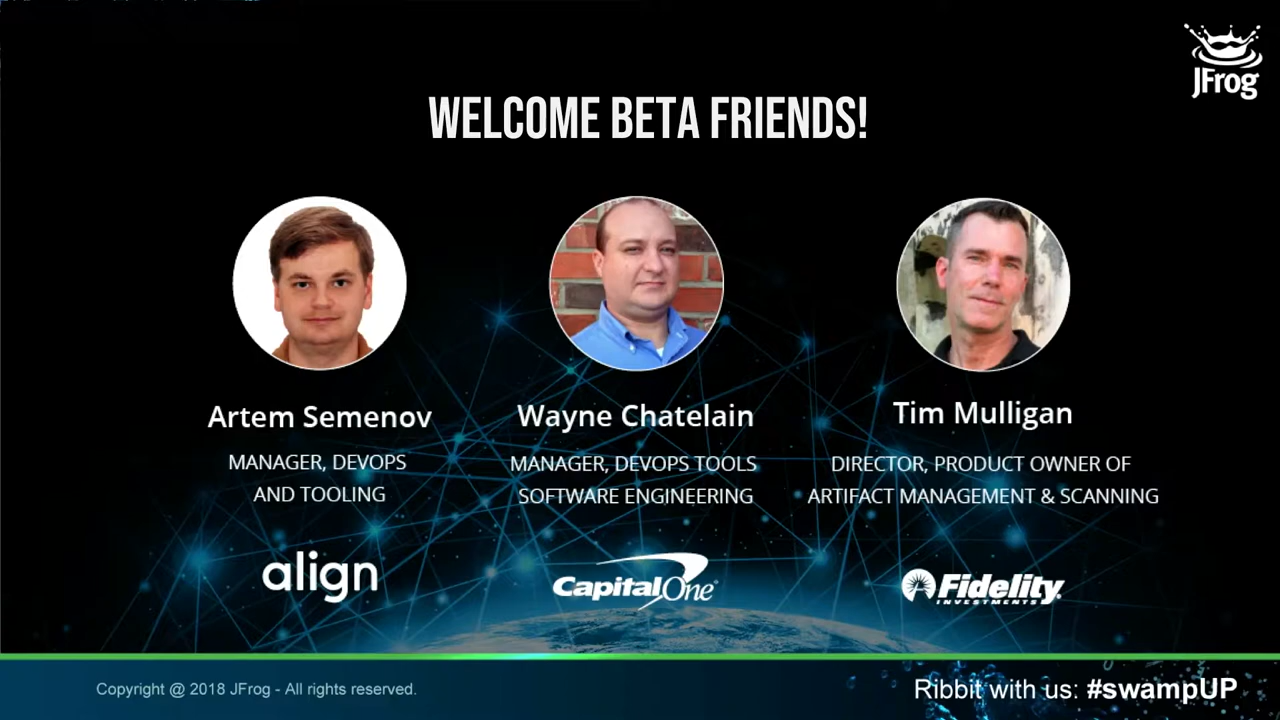 JFrog
WELCOME BETA FRIENDS!
Artem Semenov
MANAGER, DEVOPS
AND TOOLING
align
Wayne Chatelain
MANAGER, DEVOPS TOOLS
SOFTWARE ENGINEERING
CapitalOne
Tim Mulligan
DIRECTOR, PRODUCT OWNER OF
ARTIFACT MANAGEMENT & SCANNING
Fidelity
INVESTMENTS
Copyright @ 2018 JFrog - All rights reserved.
Ribbit with us: #swampUP